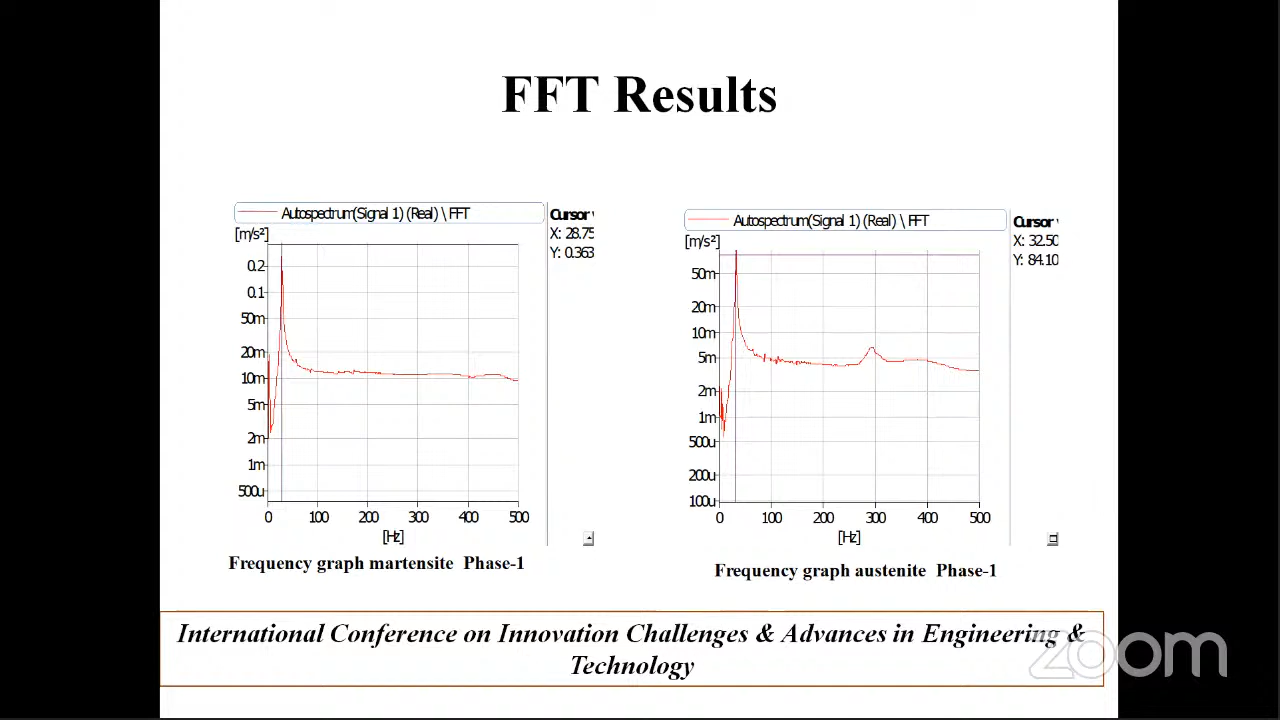 FFT Results
Autospectrum(Signal 1) (Real) \ FFT
Cursor
[m/s²]
X: 28.75
Y: 0.363
0.2
0.1
50m
20m
10m
5m
2m
1m
500u
0 100 200 300 400 500
[Hz]
Frequency graph martensite Phase-1
Autospectrum(Signal 1) (Real) \ FFT
Cursor
[m/s²]
X: 32.50
Y: 84.10
50m
20m
10m
5m
2m
1m
500u
200u
100u
0 100 200 300 400 500
[Hz]
Frequency graph austenite Phase-1
International Conference on Innovation Challenges & Advances in Engineering &
Technology
zoom